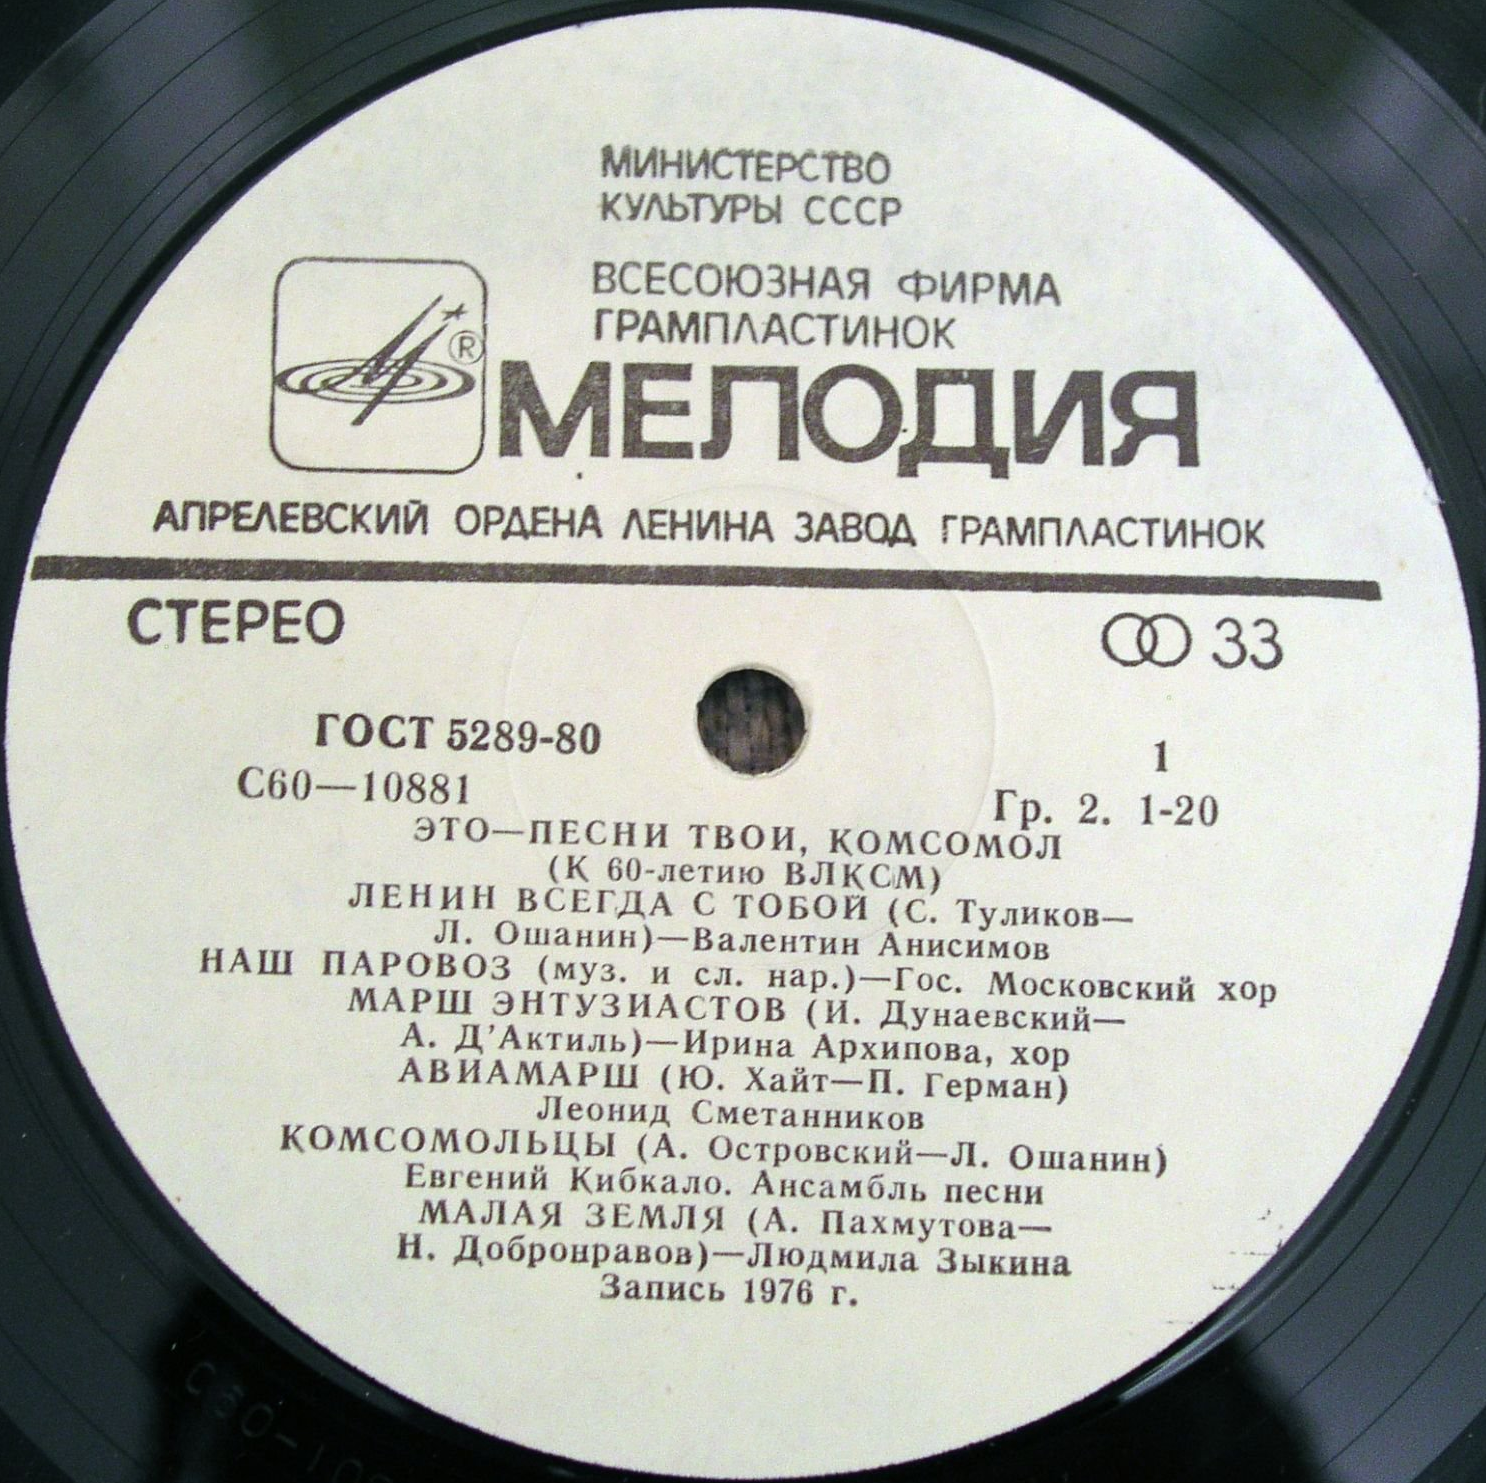 МИНИСТЕРСТВО
КУЛЬТУРЫ СССР
ВСЕСОЮЗНАЯ ФИРМА
ГРАМПЛАСТИНОК
®
МЕЛОДИЯ
АПРЕЛЕВСКИЙ ОРДЕНА ЛЕНИНА ЗАВОД ГРАМПЛАСТИНОК
СТЕРЕО
33
ГОСТ 5289-80
1
С60—10881
Гр. 2. 1-20
ЭТО—ПЕСНИ ТВОИ, КОМСОМОЛ
(К 60-летию ВЛКСМ)
ЛЕНИН ВСЕГДА С ТОБОЙ (С. Туликов—
Л. Ошанин)—Валентин Анисимов
НАШ ПАРОВОЗ (муз. и сл. нар.)—Гос. Московский хор
МАРШ ЭНТУЗИАСТОВ (И. Дунаевский—
А. Д'Актиль)—Ирина Архипова, хор
АВИАМАРШ (Ю. Хайт—П. Герман)
Леонид Сметанников
КОМСОМОЛЬЦЫ (А. Островский—Л. Ошанин)
Евгений Кибкало. Ансамбль песни
МАЛАЯ ЗЕМЛЯ (А. Пахмутова—
Н. Добронравов)—Людмила Зыкина
Запись 1976 г.